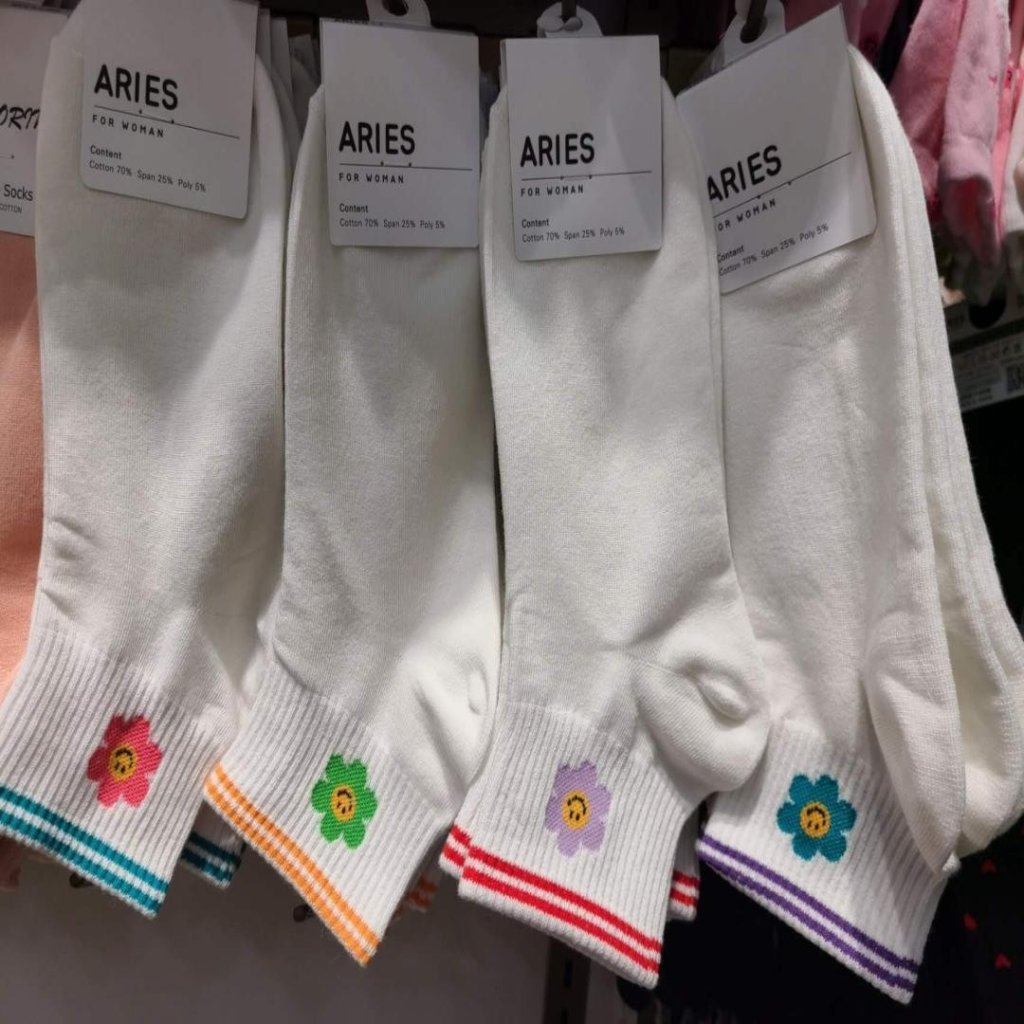 Socks
COTTON
ARIES
FOR WOMAN
Content
Cotton 70% Span 25% Poly 5%
ARIES
FOR WOMAN
Content
Cotton 70% Span 25% Poly 5%
ARIES
FOR WOMAN
Content
Cotton 70% Span 25% Poly 5%
ARIES
OR WOMAN
Content
Cotton 70% Span 25% Poly 5%